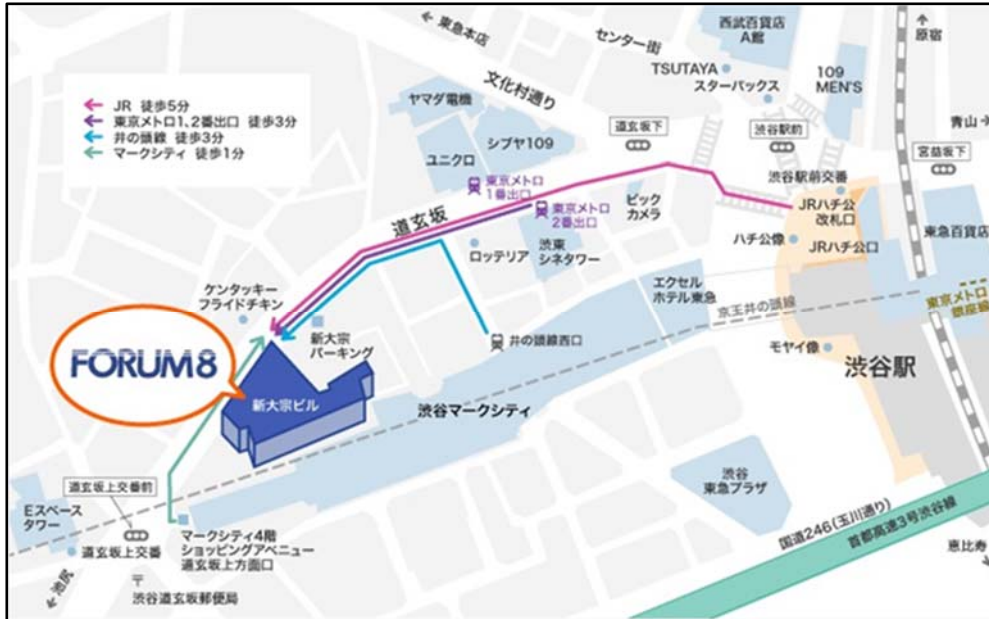 東急本店
センター街
西武百貨店
A館
原宿
TSUTAYA
スターバックス
109
MEN'S
文化村通り
JR 徒歩5分
東京メトロ1、2番出口 徒歩3分
井の頭線 徒歩3分
マークシティ 徒歩1分
ヤマダ電機
シブヤ109
ユニクロ
道玄坂下
渋谷駅前
青山
宮益坂下
東京メトロ
1番出口
東京メトロ
2番出口
ビック
カメラ
渋谷駅前交番
JRハチ公
改札口
道玄坂
ロッテリア
渋東
シネタワー
ハチ公像
JRハチ公口
東急百貨店
ケンタッキー
フライドチキン
エクセル
ホテル東急
京王井の頭線
東京メトロ
銀座線
新大宗
パーキング
井の頭線西口
モヤイ像
渋谷駅
FORUM8
新大宗ビル
渋谷マークシティ
道玄坂上交番前
Eスペース
タワー
道玄坂上交番
マークシティ4階
ショッピングアベニュー
道玄坂上方面口
渋谷
東急プラザ
国道246(玉川通り)
首都高速3号渋谷線
恵比寿
池尻
〒
渋谷道玄坂郵便局